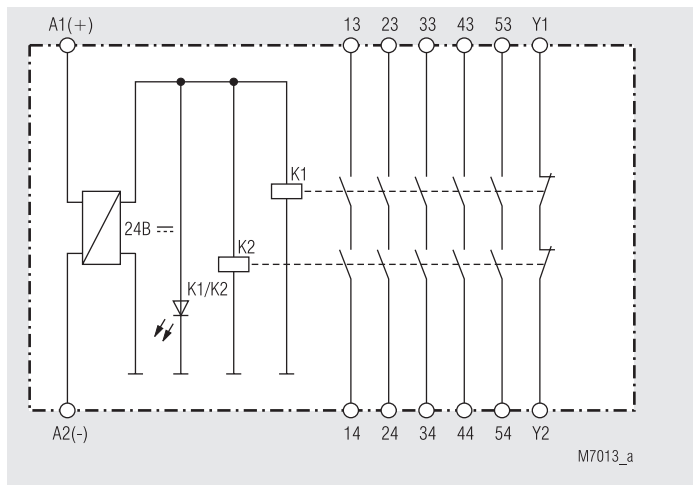 A1(+) 13 23 33 43 53 Y1
K1
24В
K2
K1/K2
A2(-) 14 24 34 44 54 Y2
M7013_a